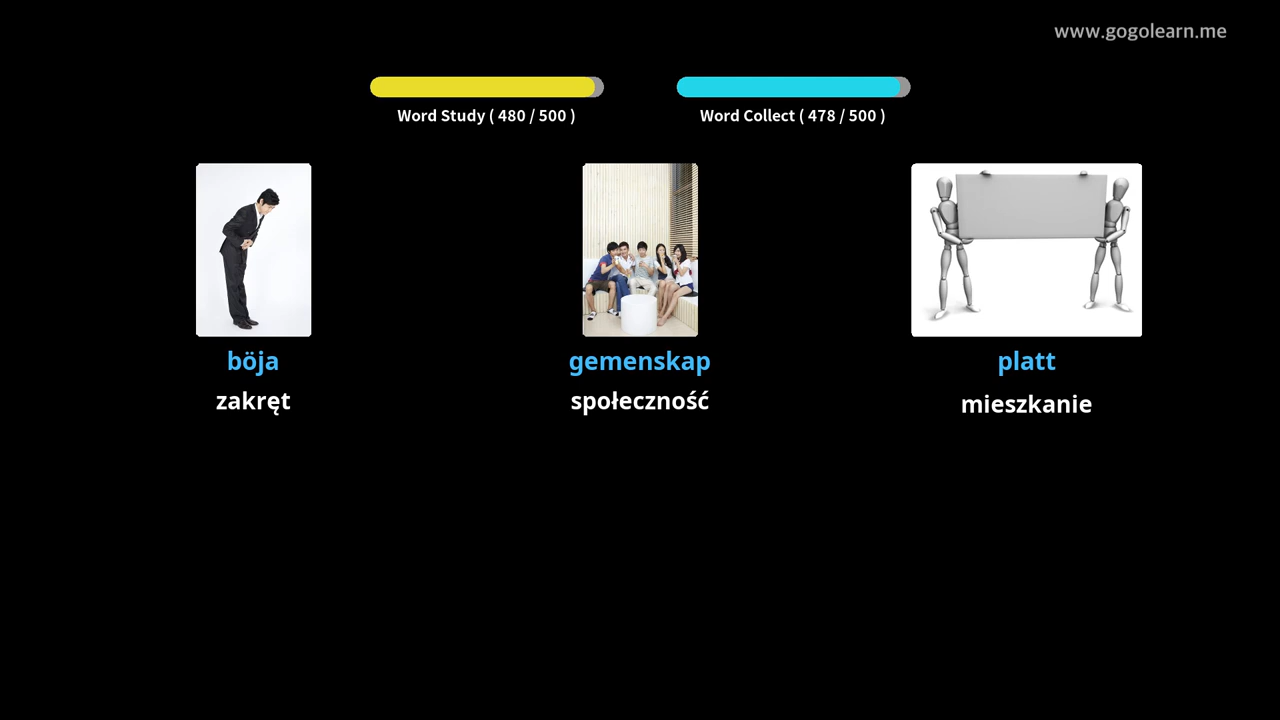 www.gogolearn.me
Word Study ( 480 / 500 )
Word Collect ( 478 / 500 )
böja
zakręt
gemenskap
społeczność
platt
mieszkanie